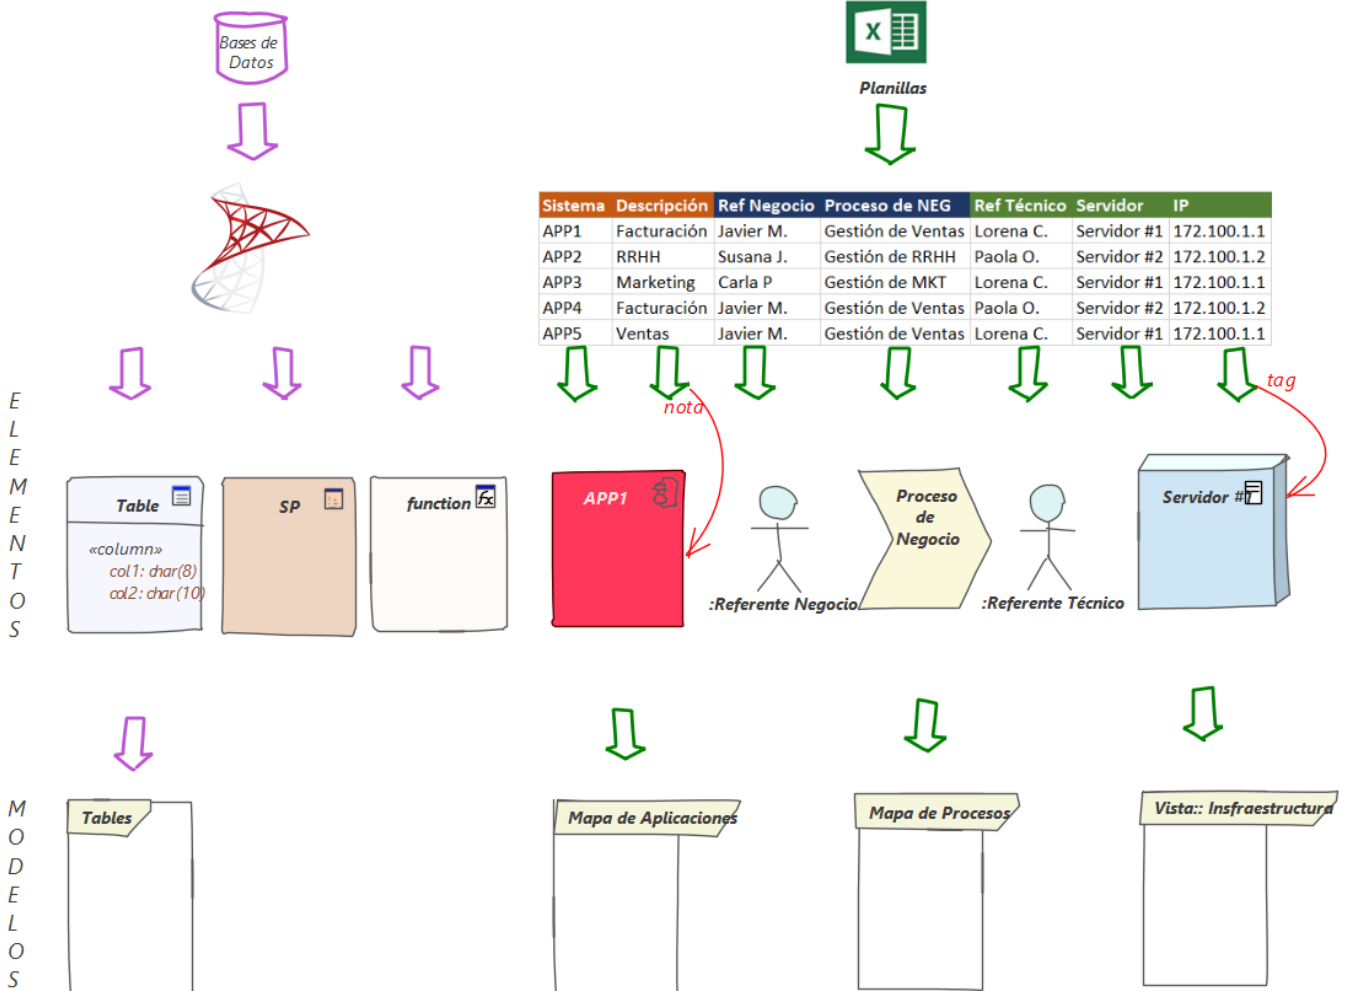 Bases de
Datos
Planillas
Sistema Descripción Ref Negocio Proceso de NEG Ref Técnico Servidor IP
APP1 Facturación Javier M. Gestión de Ventas Lorena C. Servidor #1 172.100.1.1
APP2 RRHH Susana J. Gestión de RRHH Paola O. Servidor #2 172.100.1.2
APP3 Marketing Carla P Gestión de MKT Lorena C. Servidor #1 172.100.1.1
APP4 Facturación Javier M. Gestión de Ventas Paola O. Servidor #2 172.100.1.2
APP5 Ventas Javier M. Gestión de Ventas Lorena C. Servidor #1 172.100.1.1
nota
tag
ELEMENTOS
Table
«column»
col1: char(8)
col2: char(10)
SP
function
fx
APP1
:Referente Negocio
Proceso
de
Negocio
:Referente Técnico
Servidor #1
MODELOS
Tables
Mapa de Aplicaciones
Mapa de Procesos
Vista:: Insfraestructura